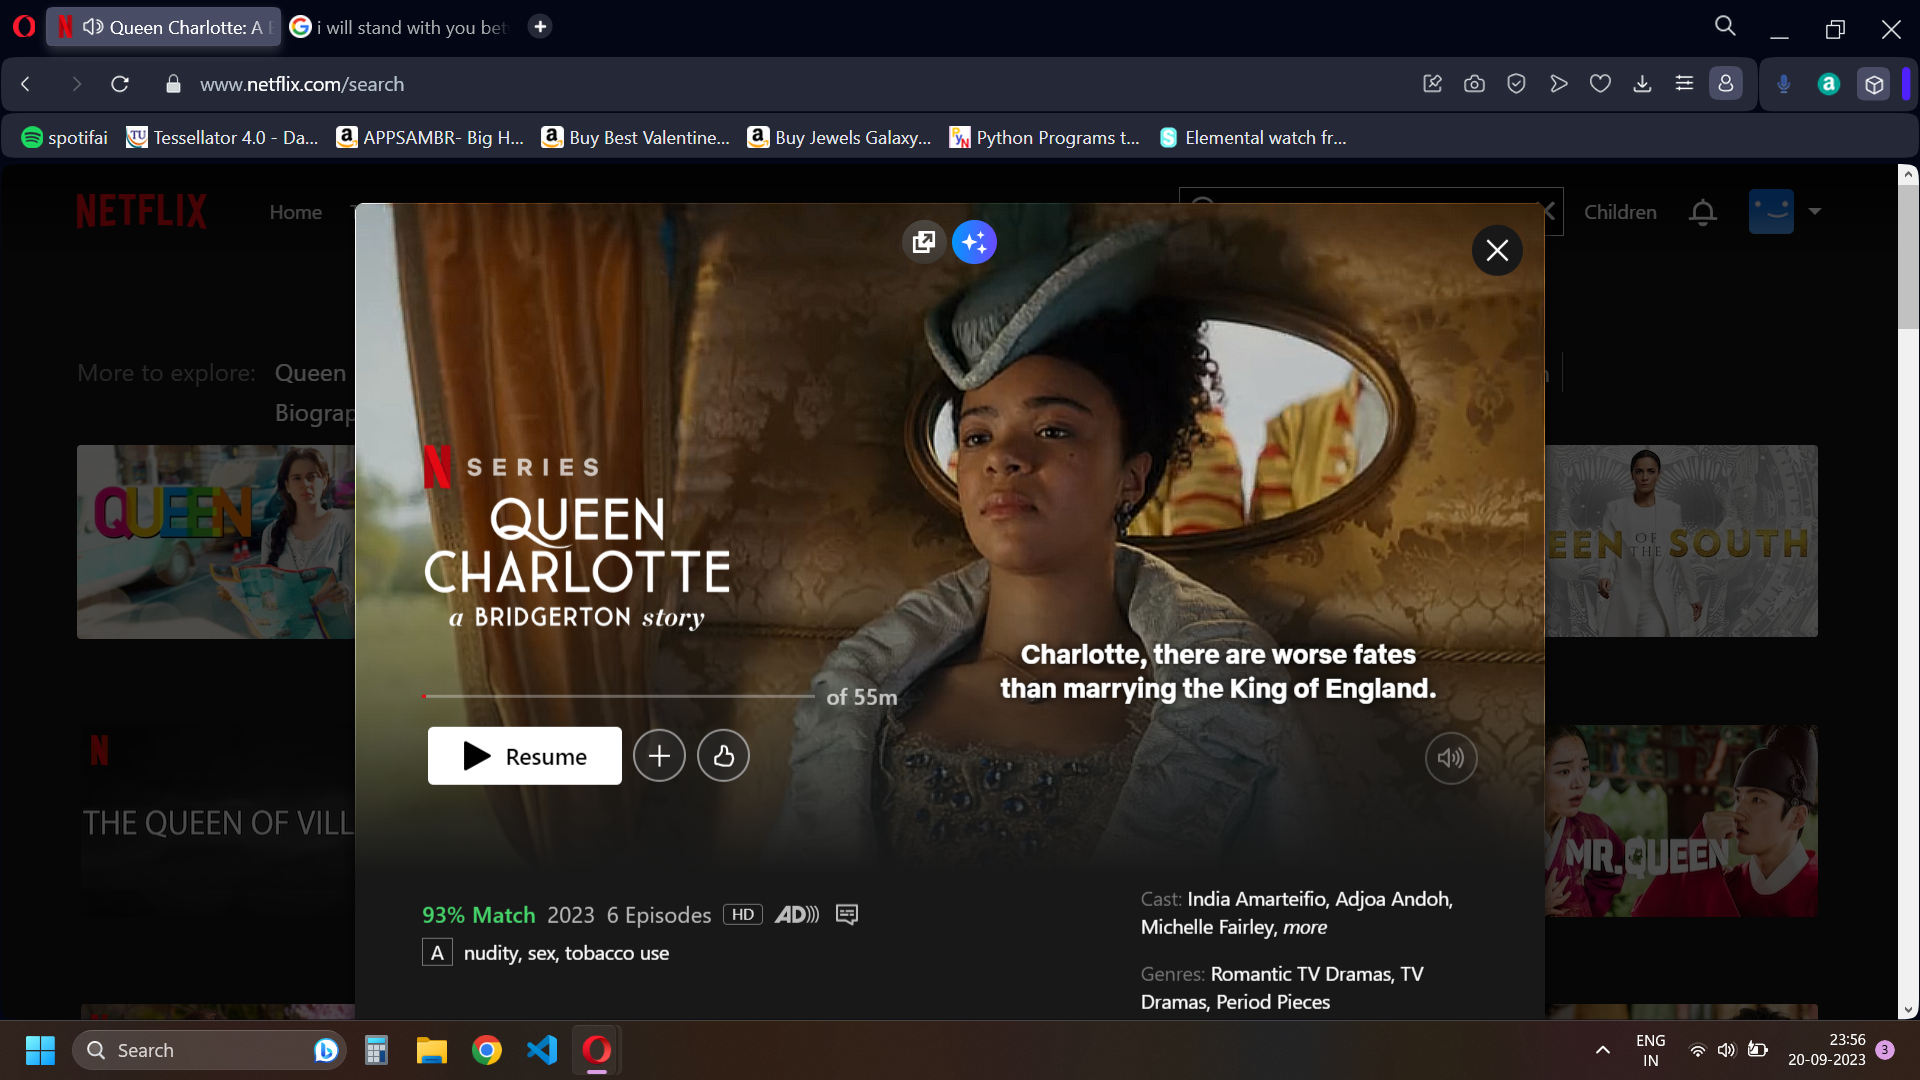 Queen Charlotte: A B
i will stand with you bet
www.netflix.com/search
spotifai
Tessellator 4.0 - Da...
APPSAMBR- Big H...
Buy Best Valentine...
Buy Jewels Galaxy...
Python Programs t...
Elemental watch fr...
NETFLIX
Home
Children
More to explore:
Queen
Biograp
QUEEN
N SERIES
QUEEN
CHARLOTTE
a BRIDGERTON story
Charlotte, there are worse fates
than marrying the King of England.
of 55m
Resume
EEN OF THE SOUTH
THE QUEEN OF VILL
MR. QUEEN
93% Match 2023 6 Episodes HD AD
A nudity, sex, tobacco use
Cast: India Amarteifio, Adjoa Andoh,
Michelle Fairley, more
Genres: Romantic TV Dramas, TV
Dramas, Period Pieces
Search
ENG
IN
23:56
20-09-2023
3